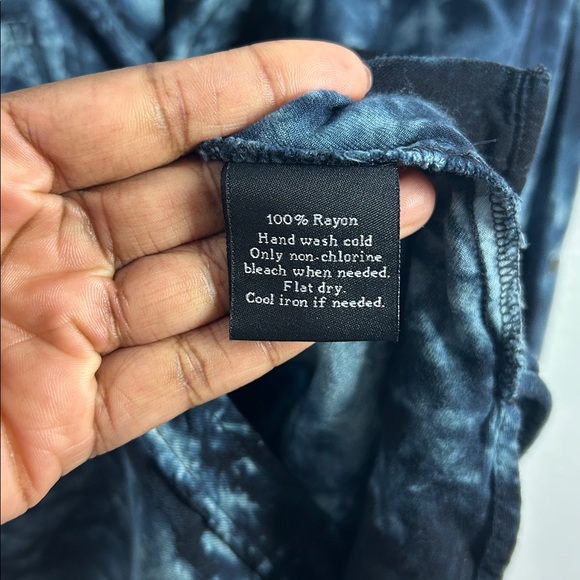 100% Rayon
Hand wash cold
Only non-chlorine
bleach when needed.
Flat dry.
Cool iron if needed.